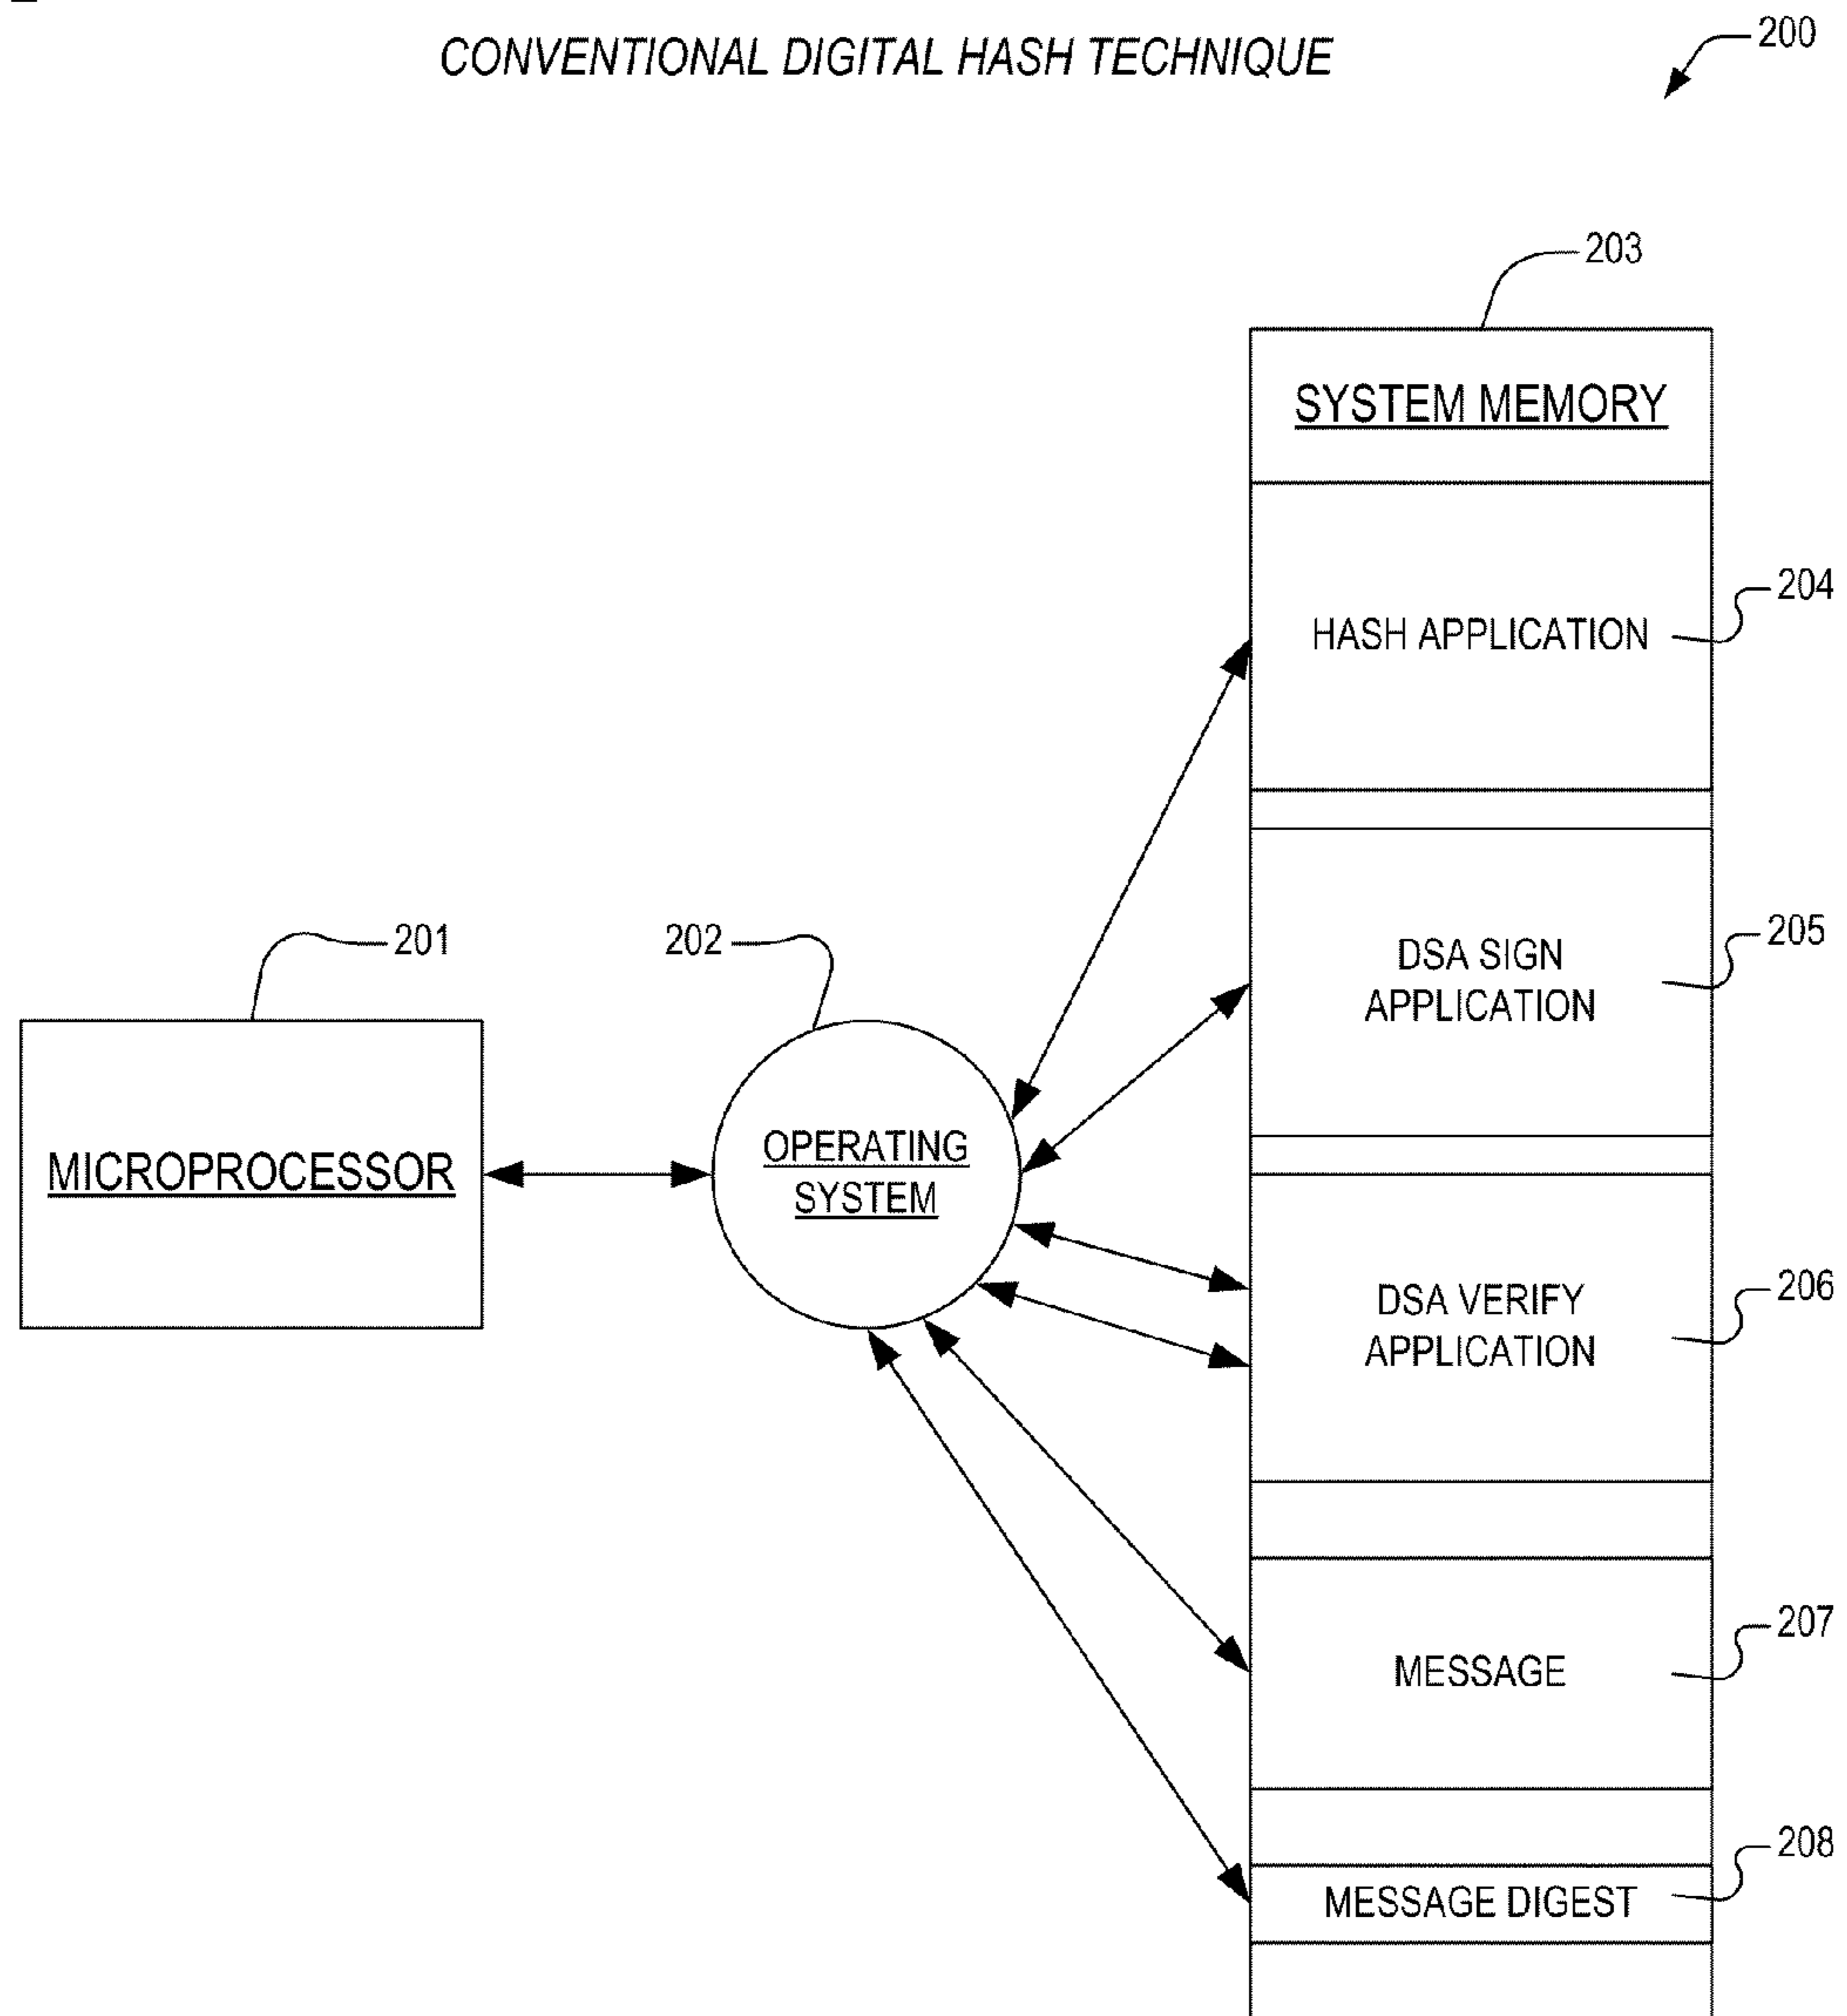 CONVENTIONAL DIGITAL HASH TECHNIQUE
200
203
SYSTEM MEMORY
204
HASH APPLICATION
205
DSA SIGN
APPLICATION
201
202
MICROPROCESSOR
OPERATING
SYSTEM
206
DSA VERIFY
APPLICATION
207
MESSAGE
208
MESSAGE DIGEST